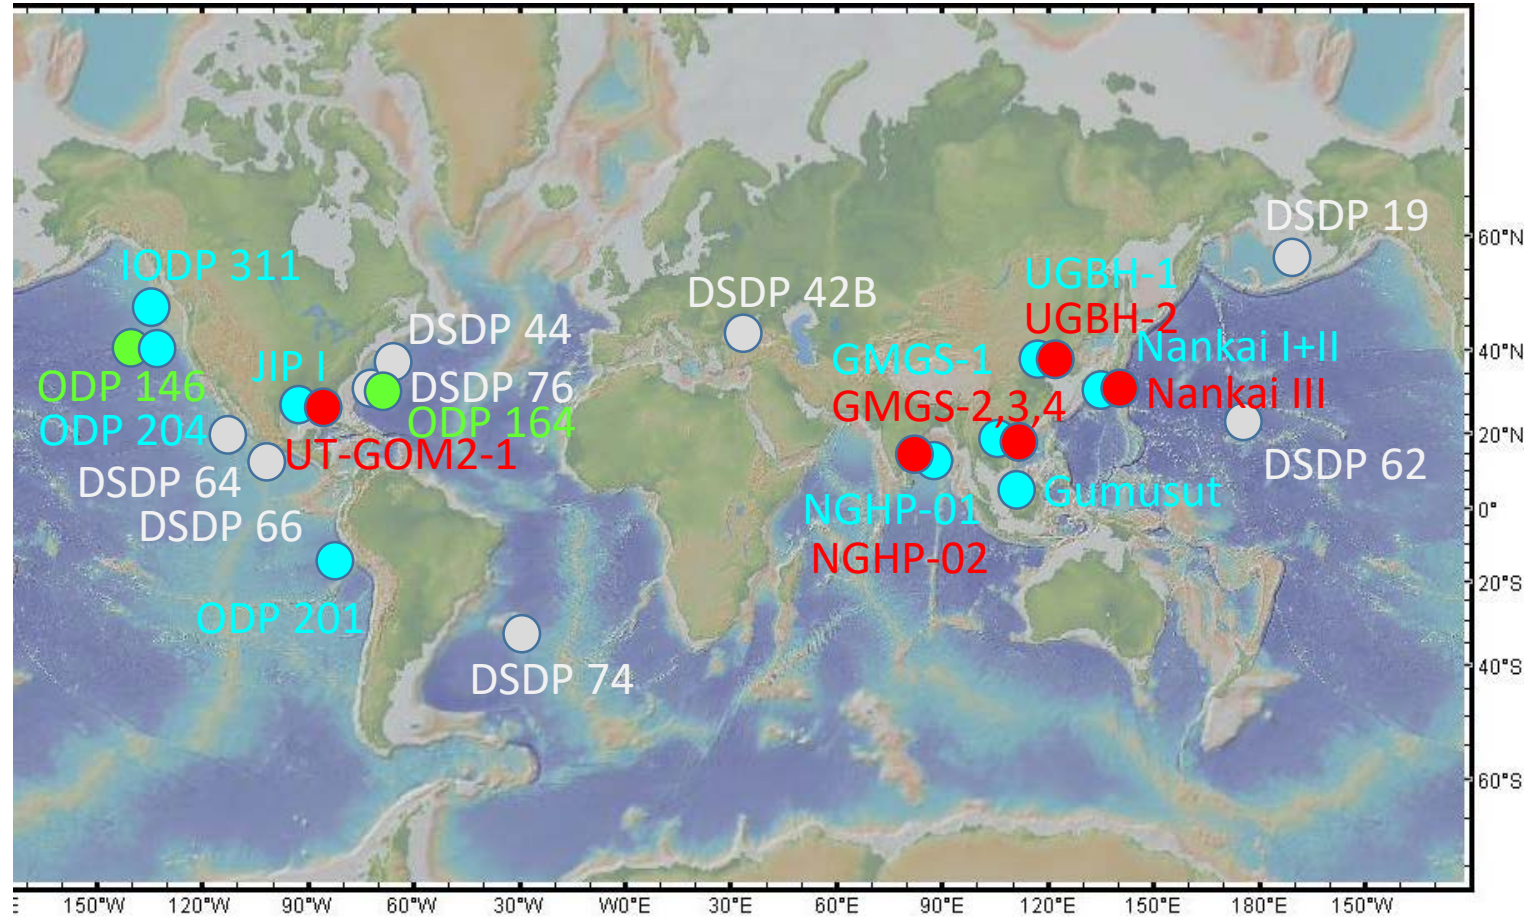 DSDP 19
IODP 311
UGBH-1
DSDP 42B
UGBH-2
DSDP 44
Nankai I+II
JIP I
GMGS-1
ODP 146
DSDP 76
Nankai III
GMGS-2,3,4
ODP 164
ODP 204
UT-GOM2-1
DSDP 62
DSDP 64
Gumusut
NGHP-01
DSDP 66
NGHP-02
ODP 201
DSDP 74
60°N
40°N
20°N
0°
20°S
40°S
60°S
E 150°W 120°W 90°W 60°W 30°W W0°E 30°E 60°E 90°E 120°E 150°E 180°E 150°W